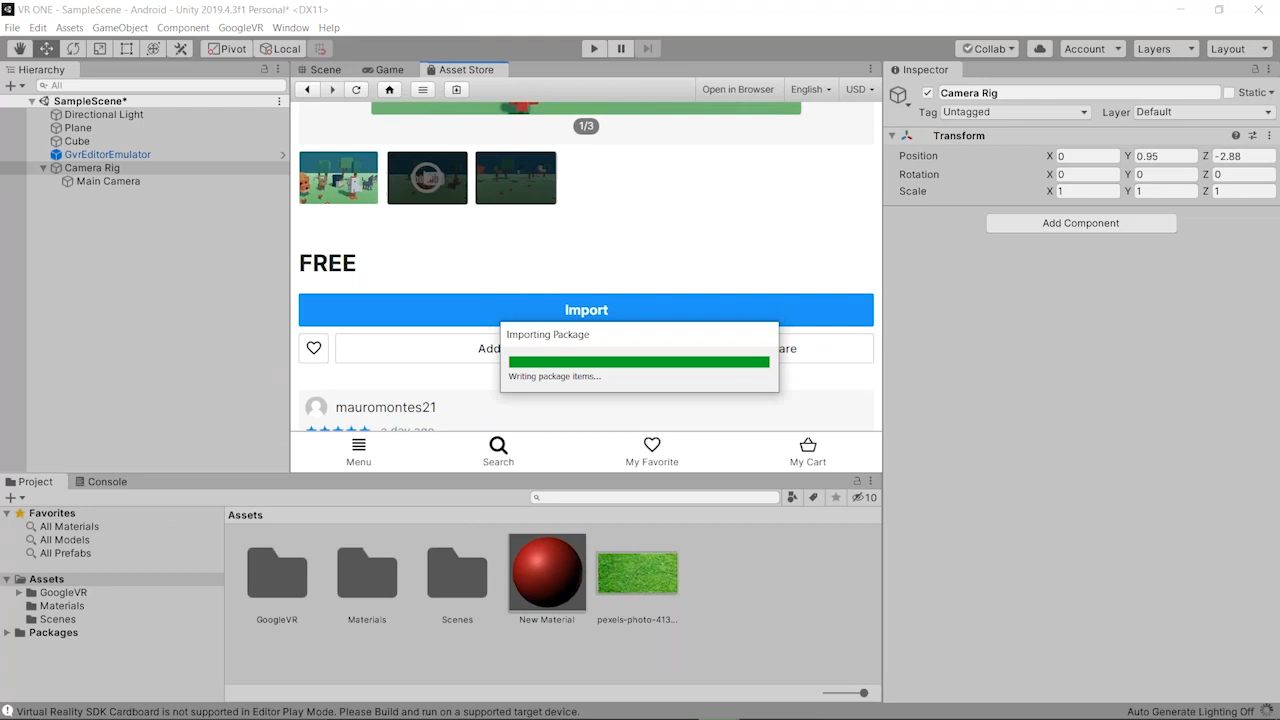 VR ONE - SampleScene - Android - Unity 2019.4.3f1 Personal* <DX11>
File Edit Assets GameObject Component GoogleVR Window Help
Pivot Local Collab Account Layers Layout
Hierarchy
All
SampleScene*
Directional Light
Plane
Cube
GvrEditorEmulator
Camera Rig
Main Camera
Scene Game Asset Store
Open in Browser English USD
1/3
FREE
Import
Importing Package
Writing package items...
Add
are
mauromontes21
a day ago
Menu Search My Favorite My Cart
Inspector
Camera Rig Static
Tag Untagged Layer Default
Transform
Position X 0 Y 0.95 Z -2.88
Rotation X 0 Y 0 Z 0
Scale X 1 Y 1 Z 1
Add Component
Project Console
10
Favorites
All Materials
All Models
All Prefabs
Assets
GoogleVR
Materials
Scenes
Packages
Assets
GoogleVR Materials Scenes New Material pexels-photo-413...
Virtual Reality SDK Cardboard is not supported in Editor Play Mode. Please Build and run on a supported target device.
Auto Generate Lighting Off